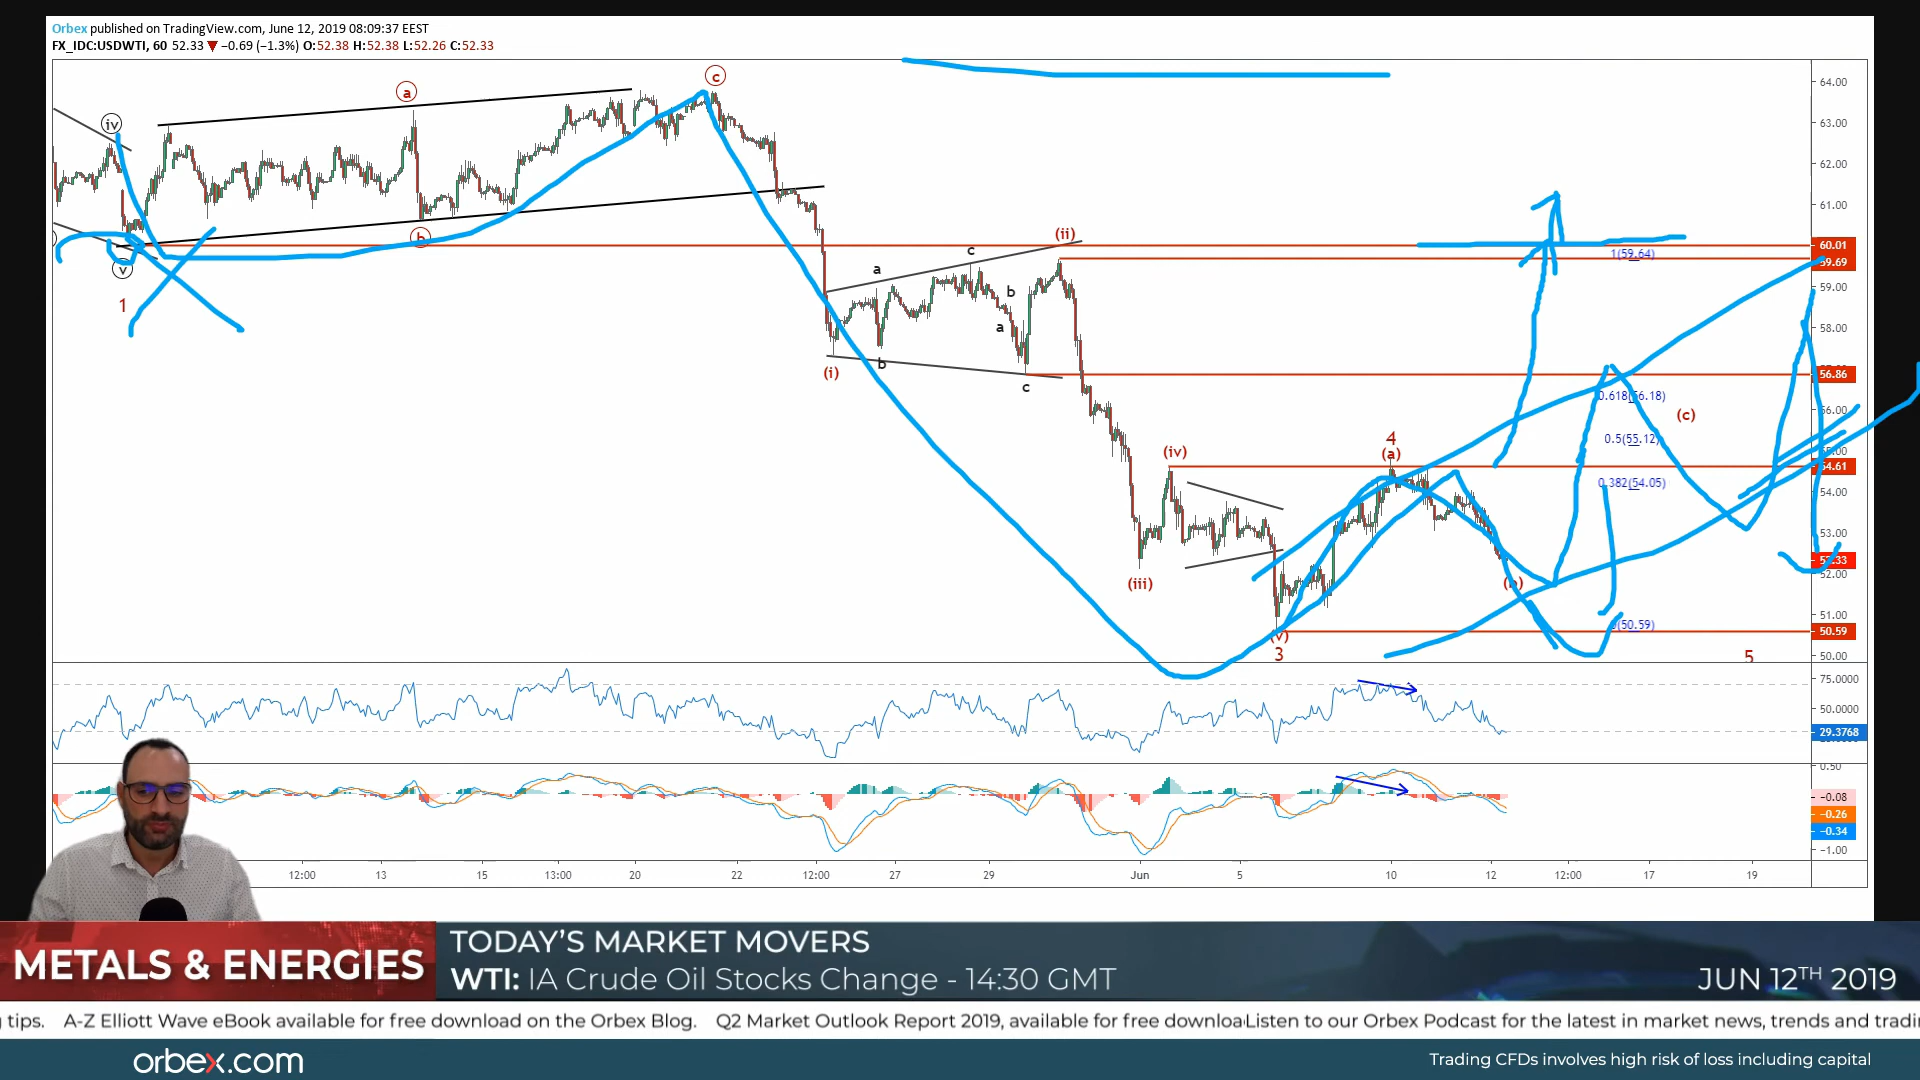 Orbex published on TradingView.com, June 12, 2019 08:09:37 EEST
FX_IDC:USDWTI, 60 52.33 ▼ −0.69 (−1.3%) O:52.38 H:52.38 L:52.26 C:52.33
c
64.00
a
iv
63.00
62.00
61.00
b
(ii)
60.01
c
1(59.64)
59.69
v
a
59.00
b
1
a
58.00
b
(i)
c
56.86
0.618(56.18)
56.00
(c)
4
0.5(55.12)
(iv)
(a)
55.00
54.61
0.382(54.05)
54.00
53.00
52.33
(iii)
(b)
52.00
51.00
0(50.59)
50.59
(v)
3
5
50.00
75.0000
50.0000
29.3768
0.50
−0.08
−0.26
−0.34
−1.00
12:00 13 15 13:00 20 22 12:00 27 29 Jun 5 10 12 12:00 17 19
METALS & ENERGIES
TODAY'S MARKET MOVERS
WTI: IA Crude Oil Stocks Change - 14:30 GMT
JUN 12TH 2019
tips. A-Z Elliott Wave eBook available for free download on the Orbex Blog. Q2 Market Outlook Report 2019, available for free downloa Listen to our Orbex Podcast for the latest in market news, trends and tradi
orbex.com
Trading CFDs involves high risk of loss including capital